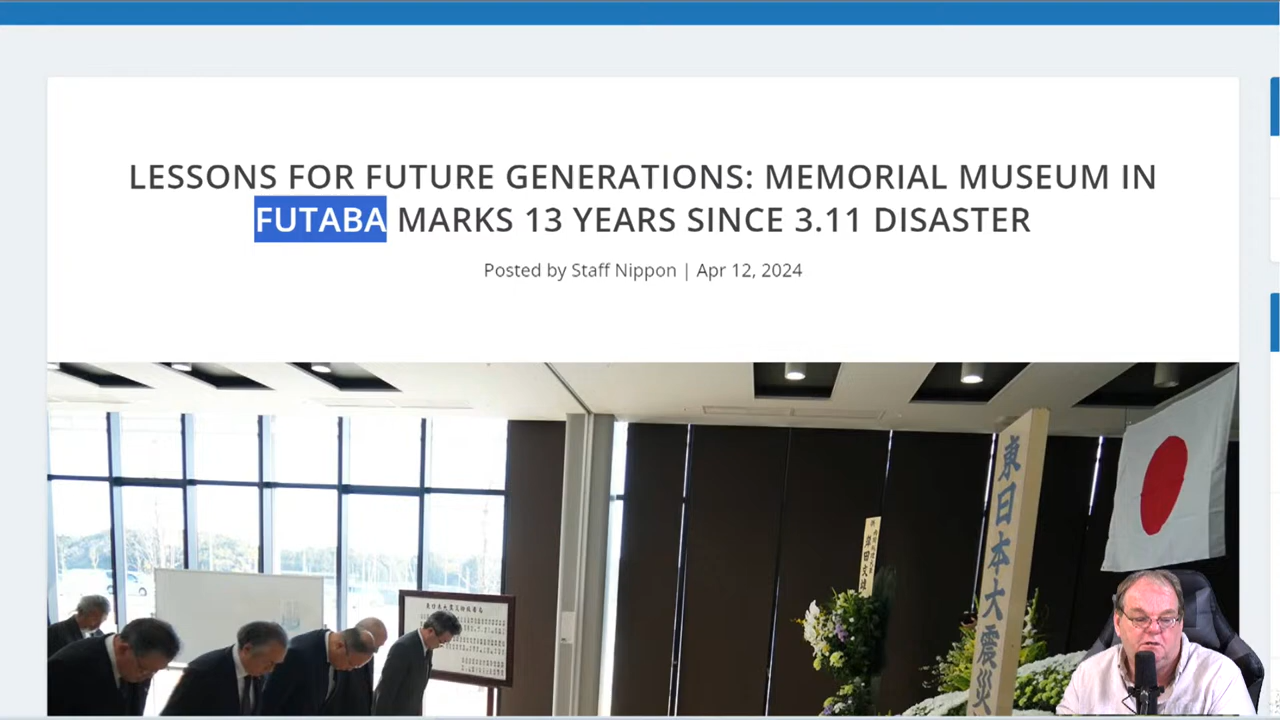 LESSONS FOR FUTURE GENERATIONS: MEMORIAL MUSEUM IN
FUTABA MARKS 13 YEARS SINCE 3.11 DISASTER
Posted by Staff Nippon | Apr 12, 2024
東日本大震災